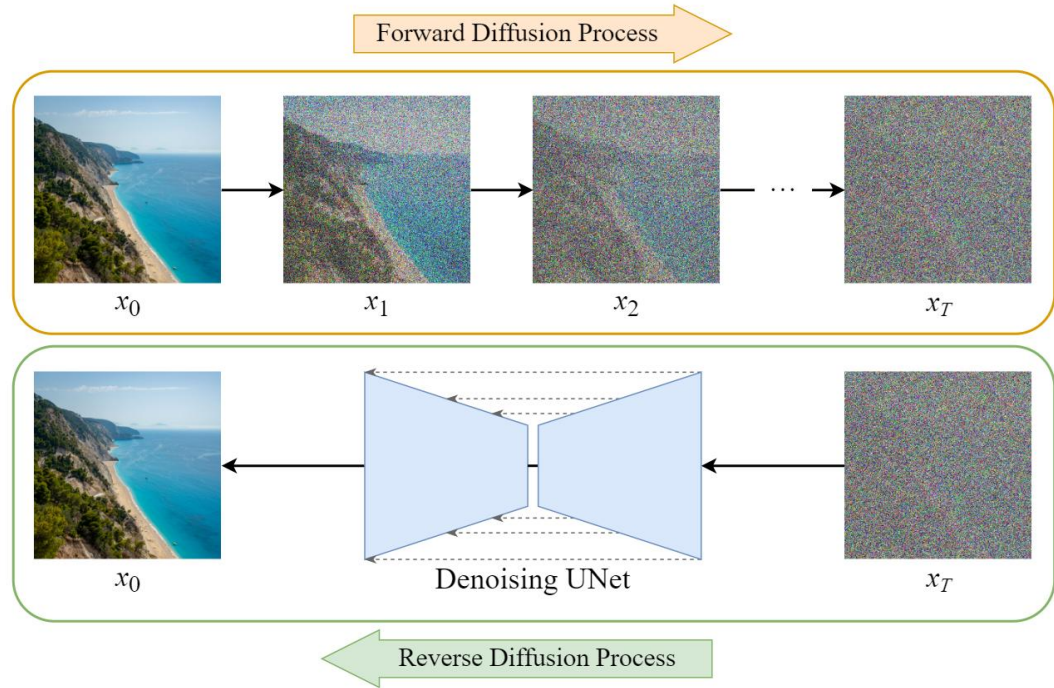 Forward Diffusion Process
x0
x1
x2
...
xT
x0
Denoising UNet
xT
Reverse Diffusion Process